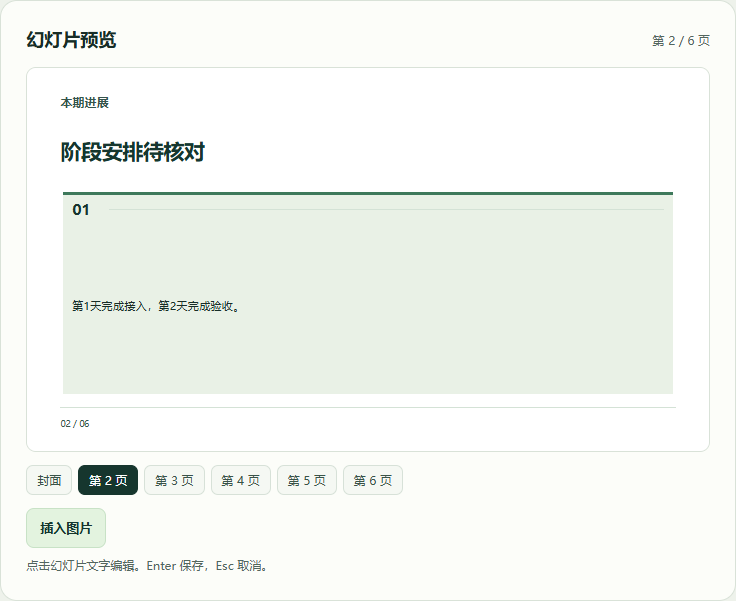 幻灯片预览
第 2 / 6 页
本期进展
阶段安排待核对
01
第1天完成接入，第2天完成验收。
02 / 06
封面 第 2 页 第 3 页 第 4 页 第 5 页 第 6 页
插入图片
点击幻灯片文字编辑。Enter 保存，Esc 取消。